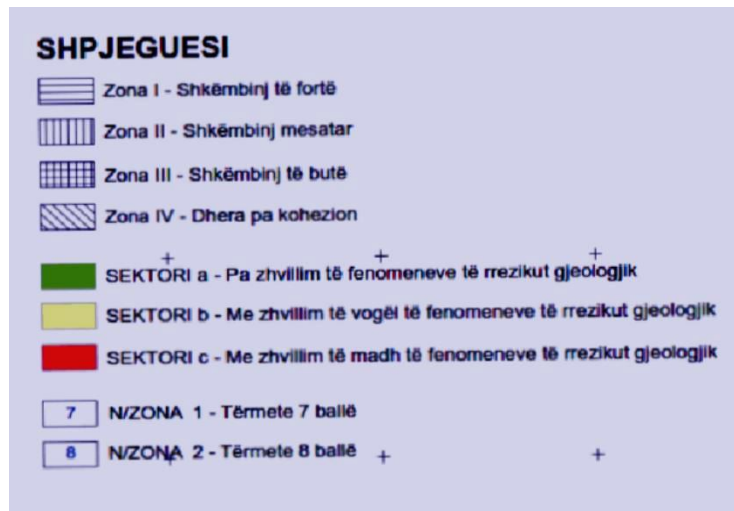 SHPJEGUESI
Zona I - Shkëmbinj të fortë
Zona II - Shkëmbinj mesatar
Zona III - Shkëmbinj të butë
Zona IV - Dhera pa kohezion
SEKTORI a - Pa zhvillim të fenomeneve të rrezikut gjeologjik
SEKTORI b - Me zhvillim të vogël të fenomeneve të rrezikut gjeologjik
SEKTORI c - Me zhvillim të madh të fenomeneve të rrezikut gjeologjik
7 N/ZONA 1 - Tërmete 7 ballë
8 N/ZONA 2 - Tërmete 8 ballë